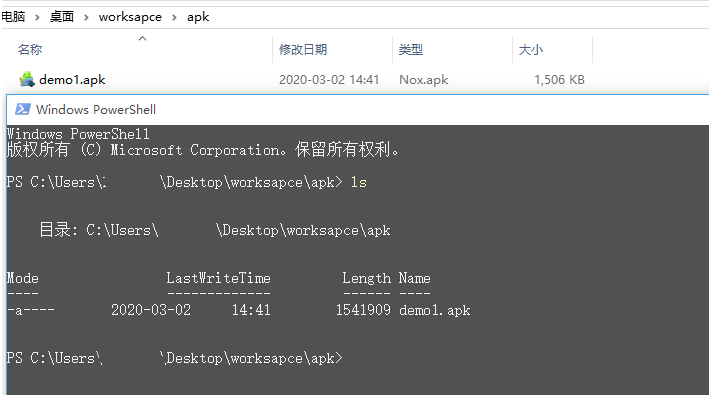 电脑 > 桌面 > worksapce > apk
名称 修改日期 类型 大小
demo1.apk 2020-03-02 14:41 Nox.apk 1,506 KB
Windows PowerShell
Windows PowerShell
版权所有 (C) Microsoft Corporation。保留所有权利。
PS C:\Users\ \Desktop\worksapce\apk> ls
目录: C:\Users\ \Desktop\worksapce\apk
Mode LastWriteTime Length Name
---- ------------- ------ ----
-a---- 2020-03-02 14:41 1541909 demo1.apk
PS C:\Users\ \Desktop\worksapce\apk>